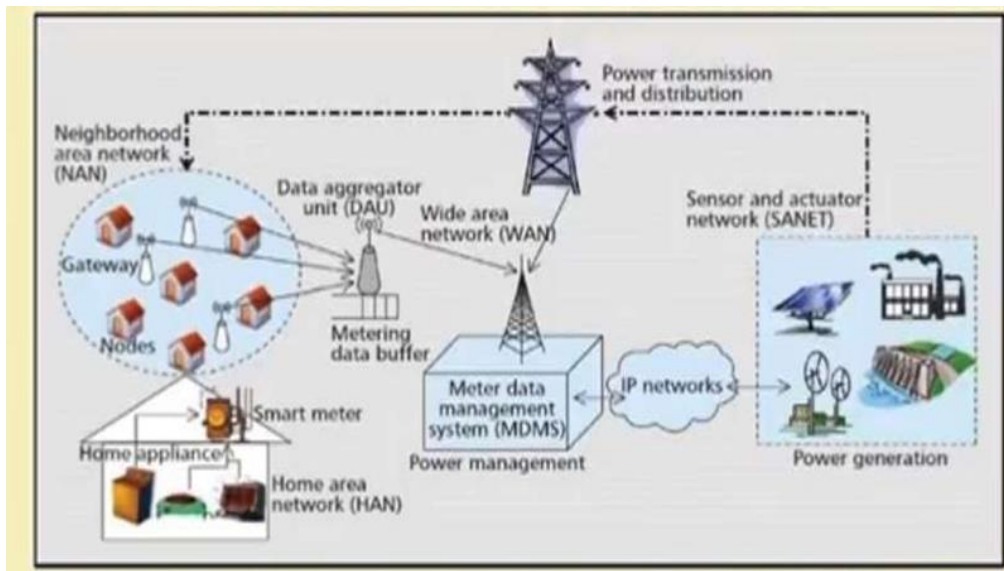 Power transmission
and distribution
Neighborhood
area network
(NAN)
Data aggregator
unit (DAU)
Wide area
network (WAN)
Sensor and actuator
network (SANET)
Gateway
Nodes
Metering
data buffer
Meter data
management
system (MDMS)
IP networks
Power management
Power generation
Smart meter
Home appliance
Home area
network (HAN)